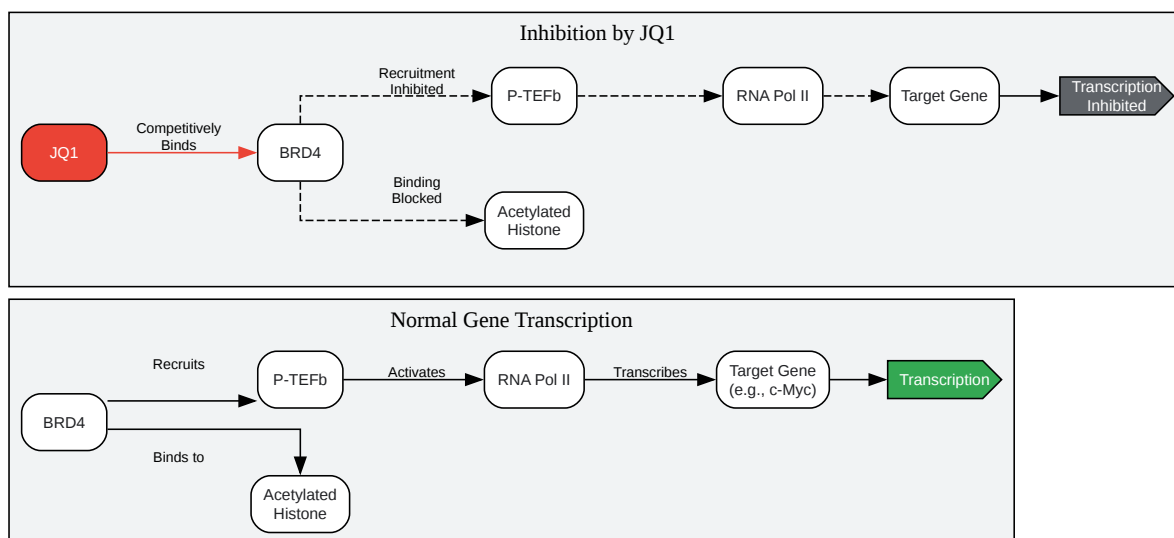 Inhibition by JQ1
Recruitment
Inhibited
P-TEFb
RNA Pol II
Target Gene
Transcription
Inhibited
JQ1
Competitively
Binds
BRD4
Binding
Blocked
Acetylated
Histone
Normal Gene Transcription
Recruits
P-TEFb
Activates
RNA Pol II
Transcribes
Target Gene
(e.g., c-Myc)
Transcription
BRD4
Binds to
Acetylated
Histone